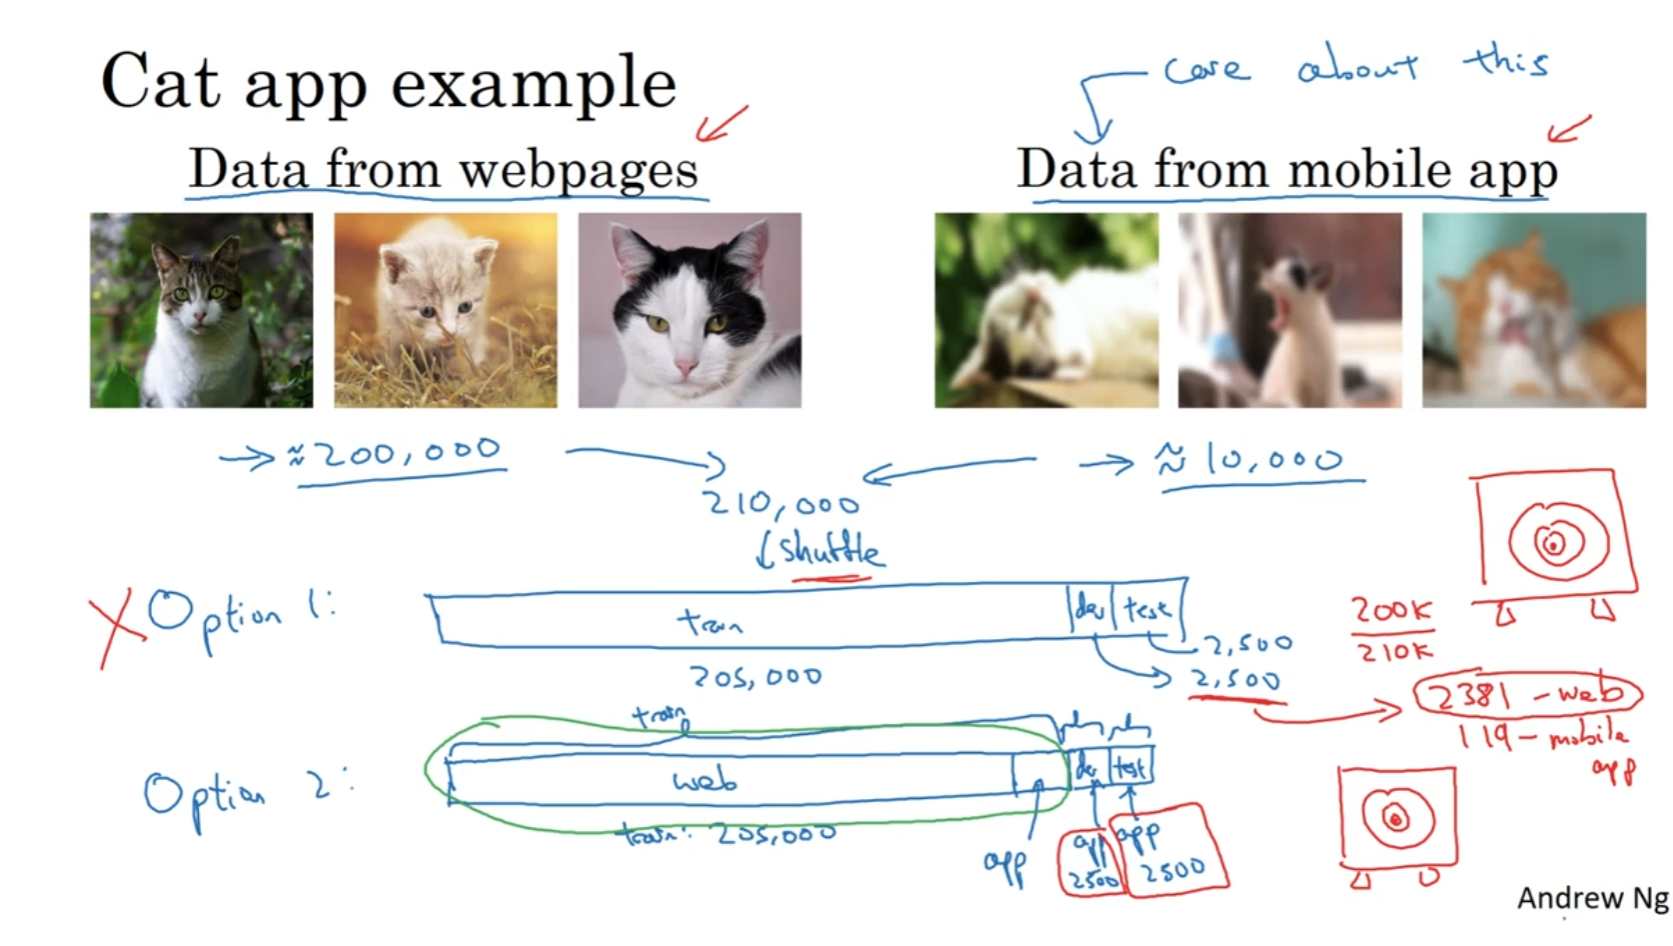 Cat app example
care about this
Data from webpages
Data from mobile app
→ ≈ 200,000
→ ≈ 10,000
210,000
↓ shuffle
X Option 1:
train
dev
test
205,000
2,500
2,500
200K
210K
2381 - web
119 - mobile
app
train
Option 2:
web
dev
test
train: 205,000
app
app
2500
app
2500
Andrew Ng